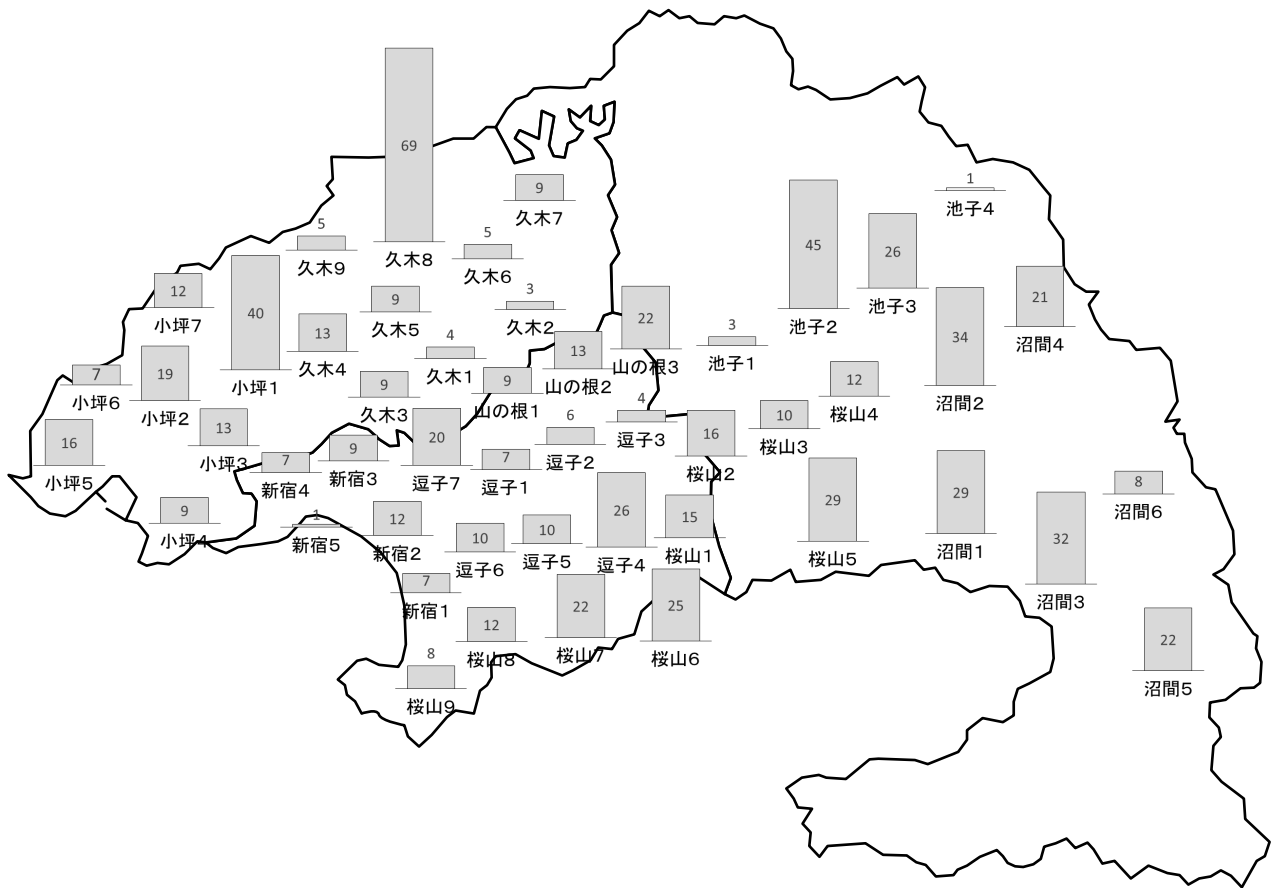 69
久木8
9
久木7
1
池子4
5
久木9
5
久木6
45
池子2
26
池子3
12
小坪7
40
小坪1
9
久木5
3
久木2
22
山の根3
3
池子1
34
沼間2
21
沼間4
13
久木4
4
久木1
13
山の根2
7
小坪6
19
小坪2
9
久木3
9
山の根1
12
桜山4
16
小坪5
13
小坪3
7
新宿4
9
新宿3
20
逗子7
7
逗子1
6
逗子2
4
逗子3
16
桜山2
10
桜山3
9
小坪4
1
新宿5
12
新宿2
10
逗子6
10
逗子5
26
逗子4
15
桜山1
29
桜山5
29
沼間1
32
沼間3
8
沼間6
7
新宿1
12
桜山8
22
桜山7
25
桜山6
22
沼間5
8
桜山9